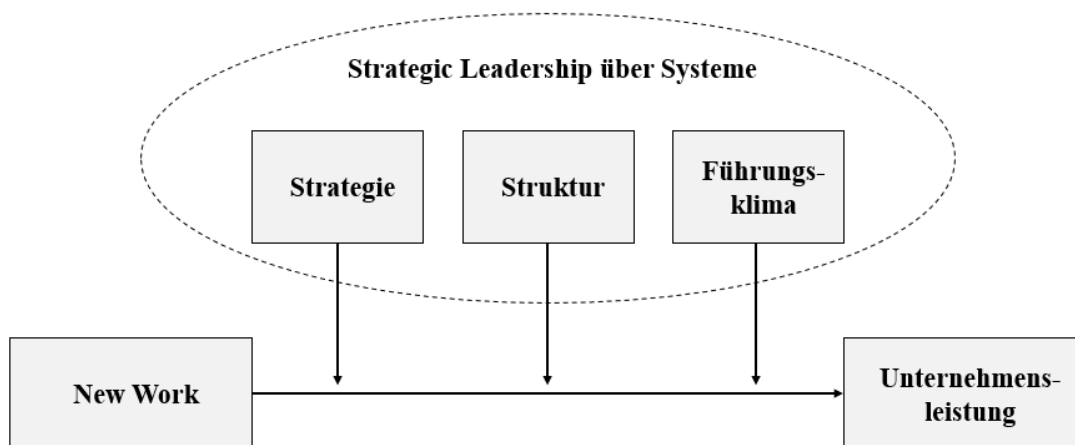 Strategic Leadership über Systeme
Strategie
Struktur
Führungs-
klima
New Work
Unternehmens-
leistung